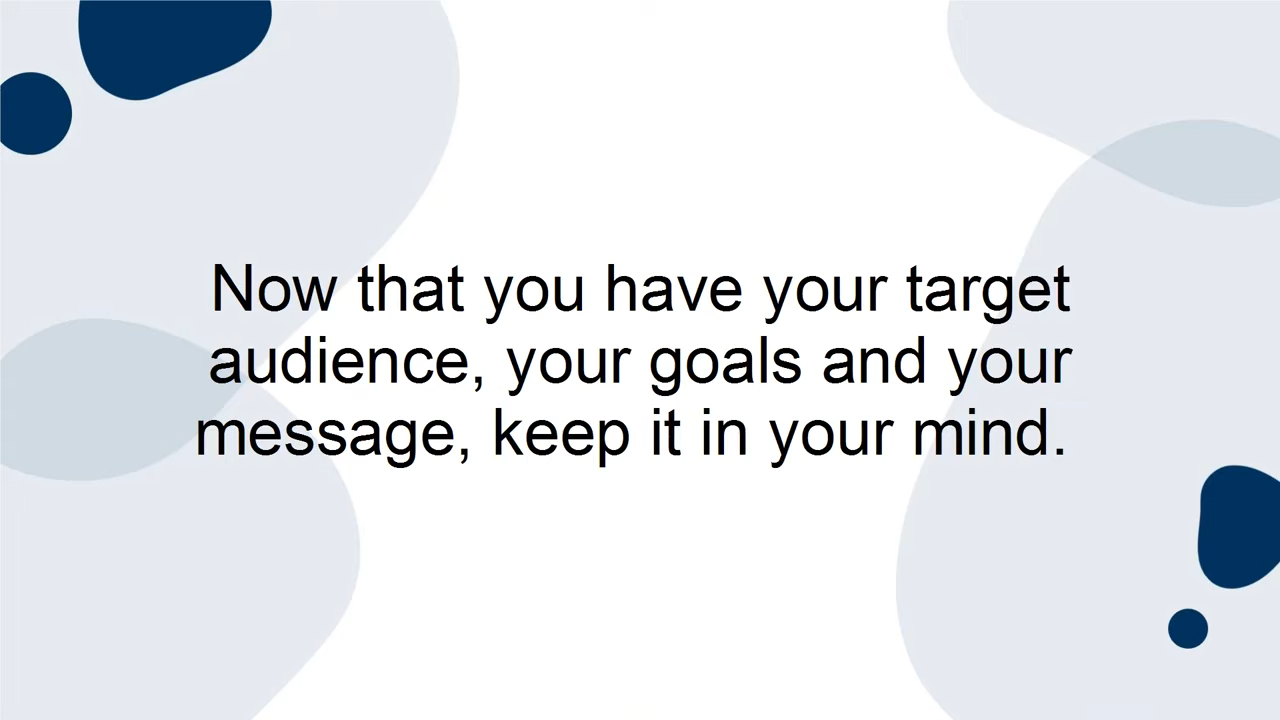 Now that you have your target
audience, your goals and your
message, keep it in your mind.